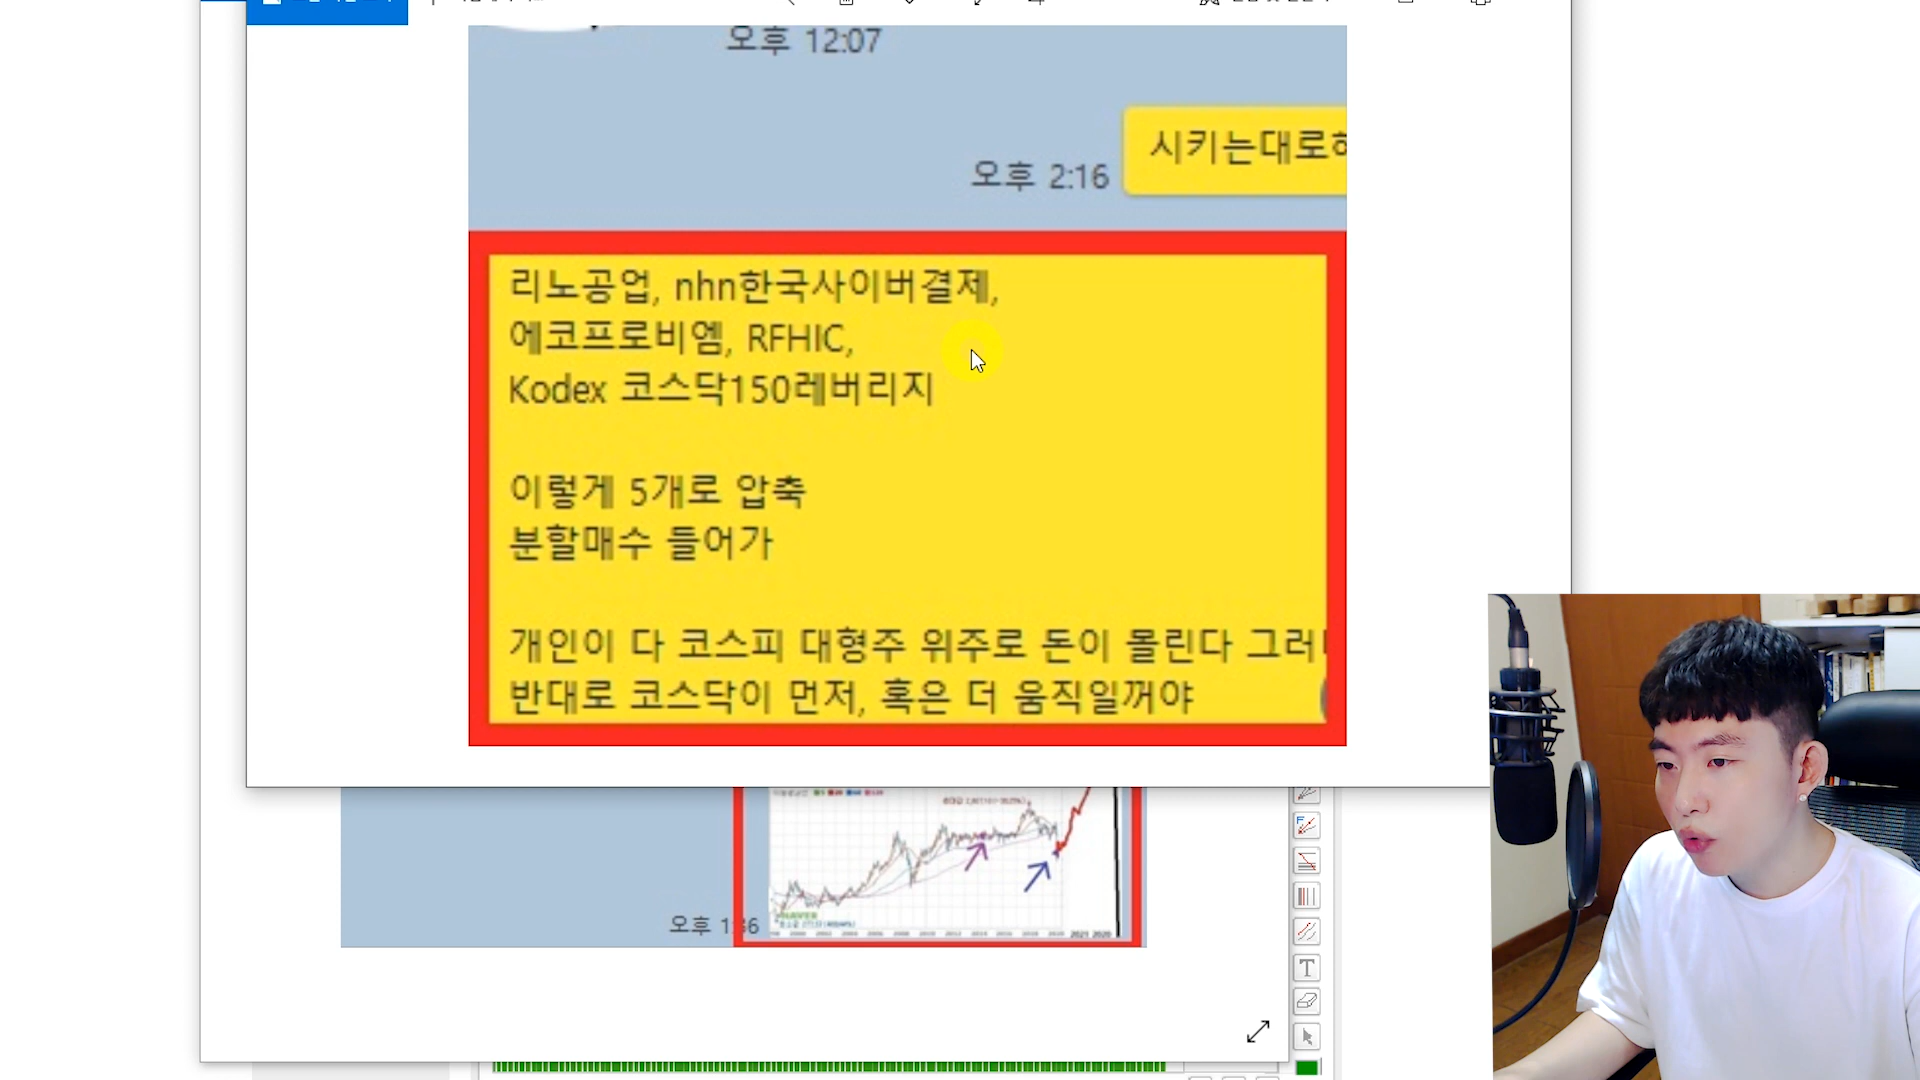 오후 12:07
시키는대로
오후 2:16
리노공업, nhn한국사이버결제,
에코프로비엠, RFHIC,
Kodex 코스닥150레버리지
이렇게 5개로 압축
분할매수 들어가
개인이 다 코스피 대형주 위주로 돈이 몰린다 그러
반대로 코스닥이 먼저, 혹은 더 움직일꺼야
NAVER
오후
T